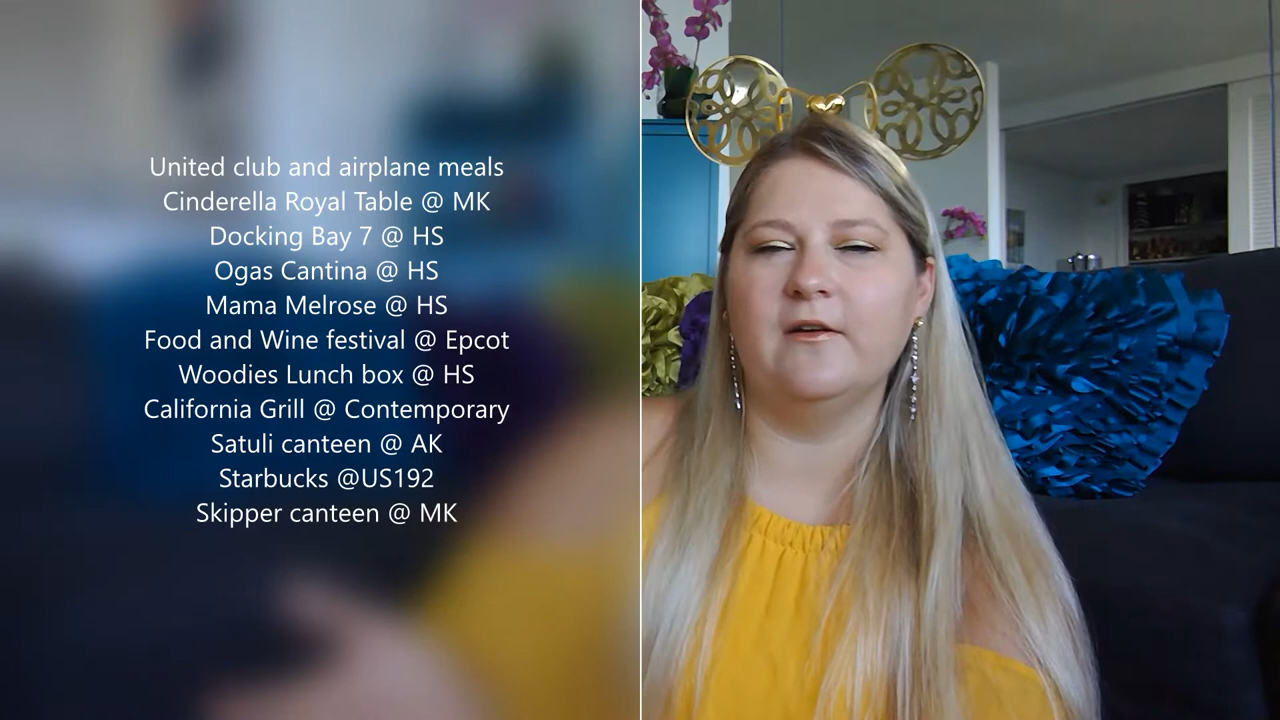 United club and airplane meals
Cinderella Royal Table @ MK
Docking Bay 7 @ HS
Ogas Cantina @ HS
Mama Melrose @ HS
Food and Wine festival @ Epcot
Woodies Lunch box @ HS
California Grill @ Contemporary
Satuli canteen @ AK
Starbucks @US192
Skipper canteen @ MK